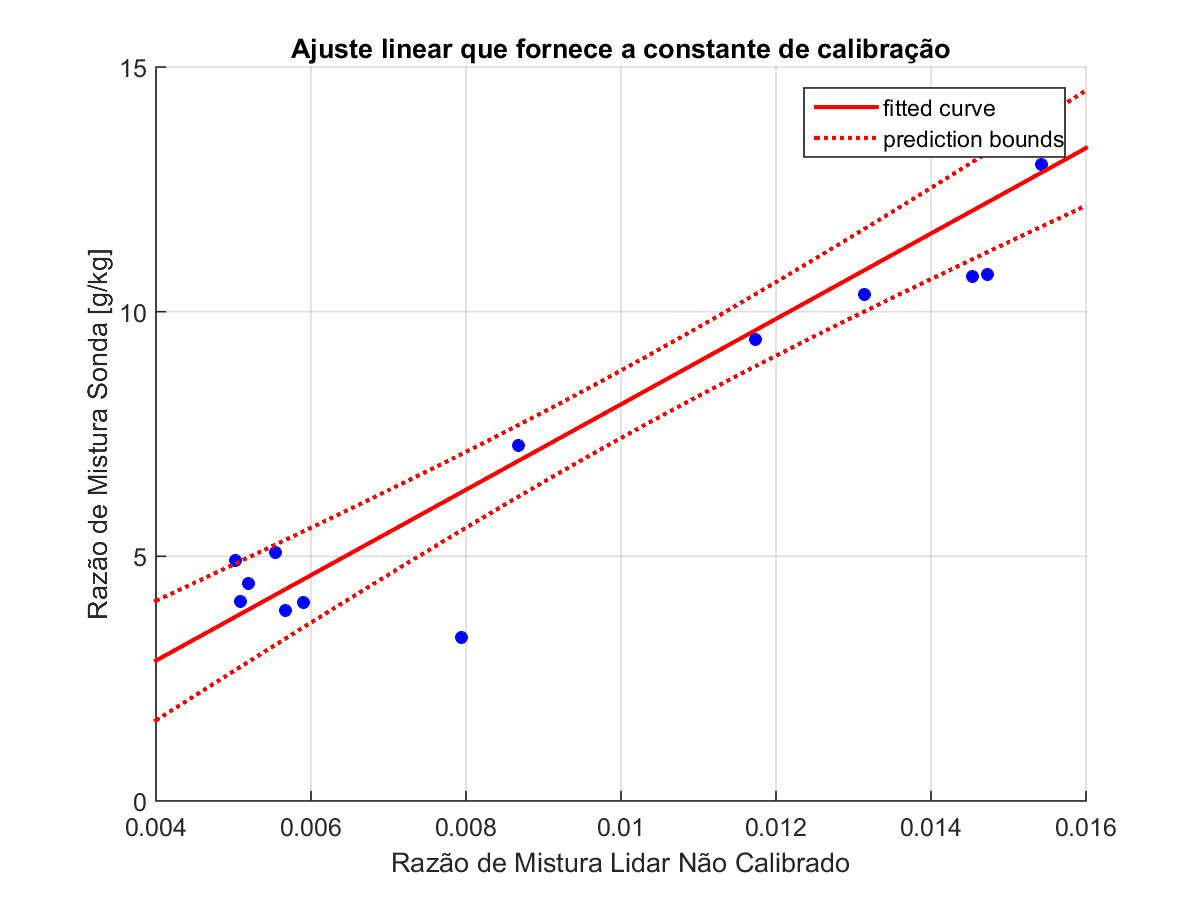 Ajuste linear que fornece a constante de calibração
15
10
5
0
fitted curve
prediction bounds
Razão de Mistura Sonda [g/kg]
0.004
0.006
0.008
0.01
0.012
0.014
0.016
Razão de Mistura Lidar Não Calibrado